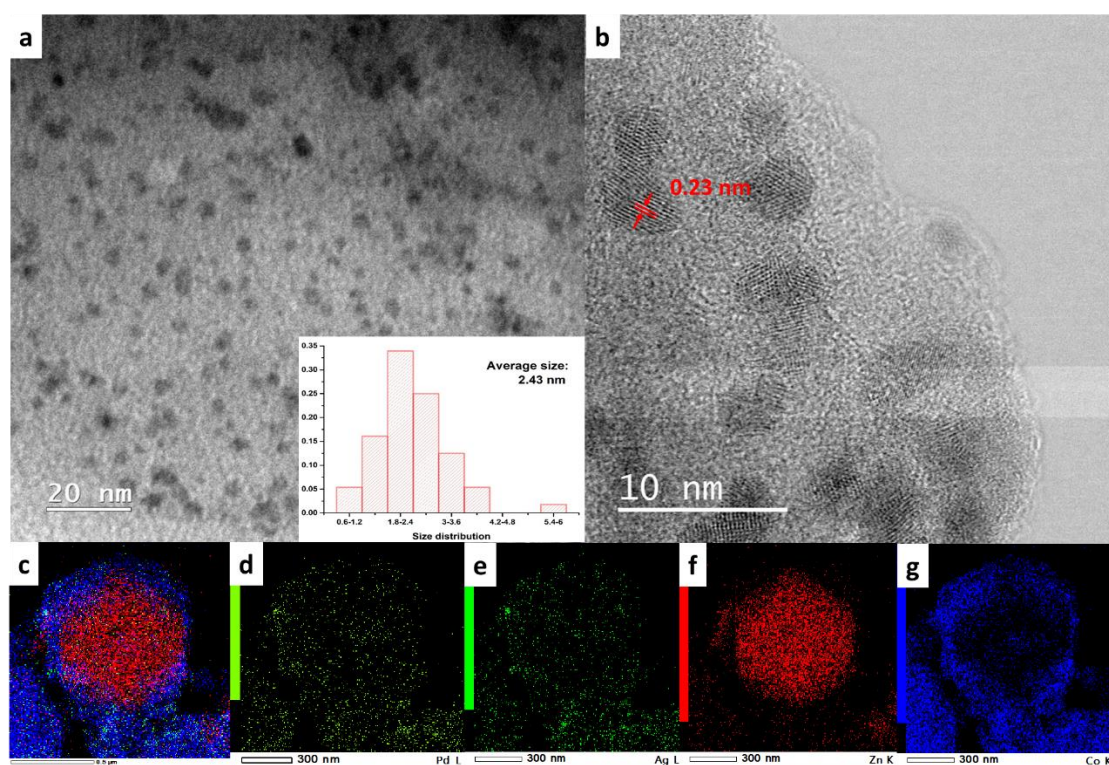 a
20 nm
0.35
0.30
0.25
0.20
0.15
0.10
0.05
0.00
Average size:
2.43 nm
0.6-1.2
1.8-2.4
3-3.6
4.2-4.8
5.4-6
Size distribution
b
0.23 nm
10 nm
c
0.5 µm
d
300 nm
Pd L
e
300 nm
Ag L
f
300 nm
Zn K
g
300 nm
Co K